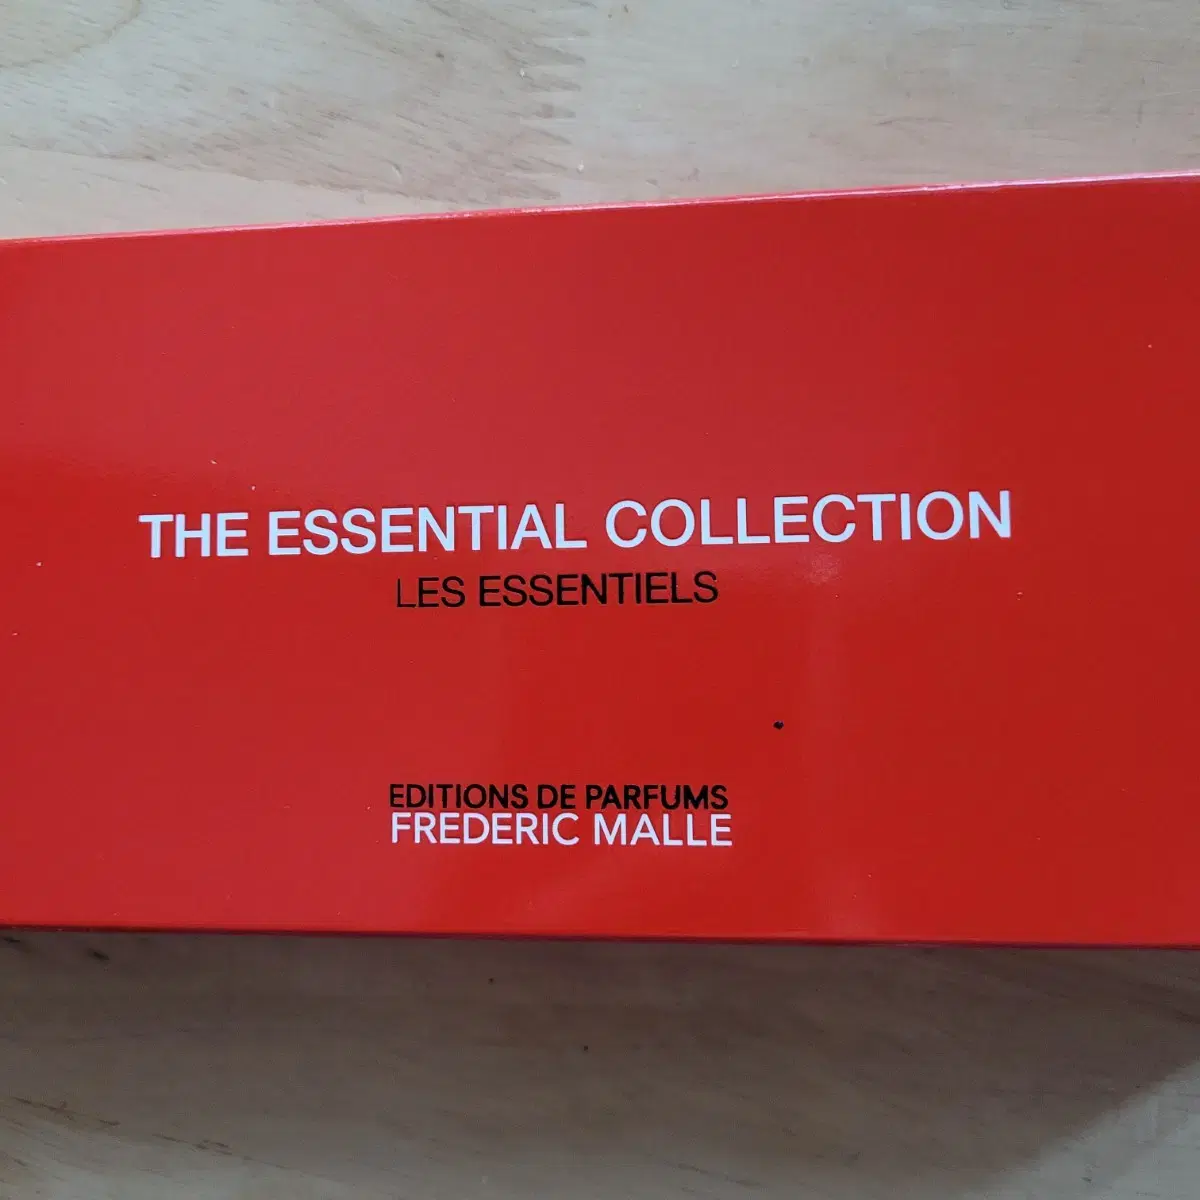 THE ESSENTIAL COLLECTION
LES ESSENTIELS
EDITIONS DE PARFUMS
FREDERIC MALLE